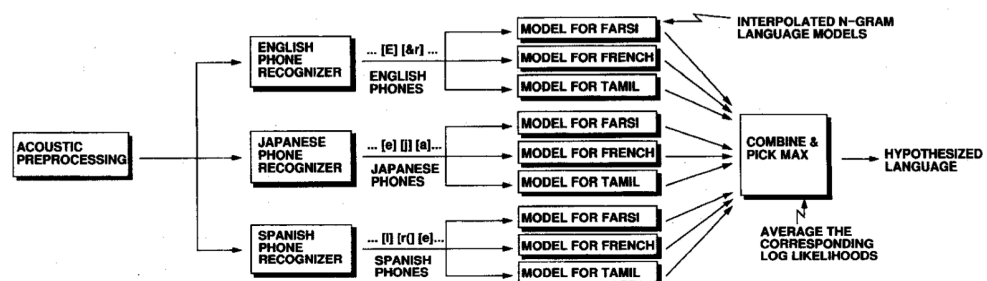 ACOUSTIC
PREPROCESSING
ENGLISH
PHONE
RECOGNIZER
... [E] [&r] ...
ENGLISH
PHONES
MODEL FOR FARSI
MODEL FOR FRENCH
MODEL FOR TAMIL
INTERPOLATED N-GRAM
LANGUAGE MODELS
JAPANESE
PHONE
RECOGNIZER
... [e] [j] [a]...
JAPANESE
PHONES
MODEL FOR FARSI
MODEL FOR FRENCH
MODEL FOR TAMIL
SPANISH
PHONE
RECOGNIZER
... [l] [r(] [e]...
SPANISH
PHONES
MODEL FOR FARSI
MODEL FOR FRENCH
MODEL FOR TAMIL
COMBINE &
PICK MAX
HYPOTHESIZED
LANGUAGE
AVERAGE THE
CORRESPONDING
LOG LIKELIHOODS